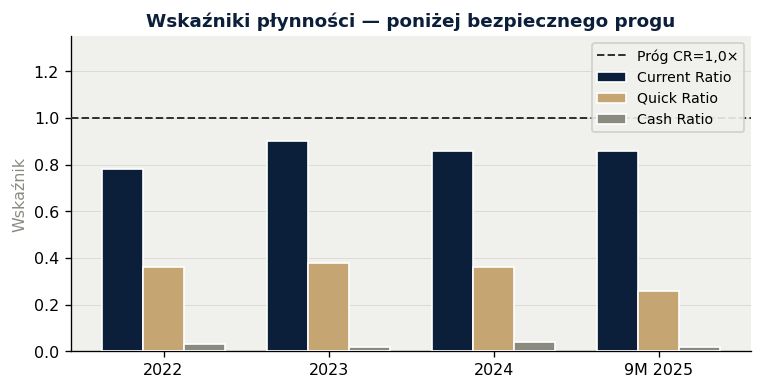 Wskaźniki płynności — poniżej bezpiecznego progu
Wskaźnik
1.2
1.0
0.8
0.6
0.4
0.2
0.0
Próg CR=1,0×
Current Ratio
Quick Ratio
Cash Ratio
2022 2023 2024 9M 2025